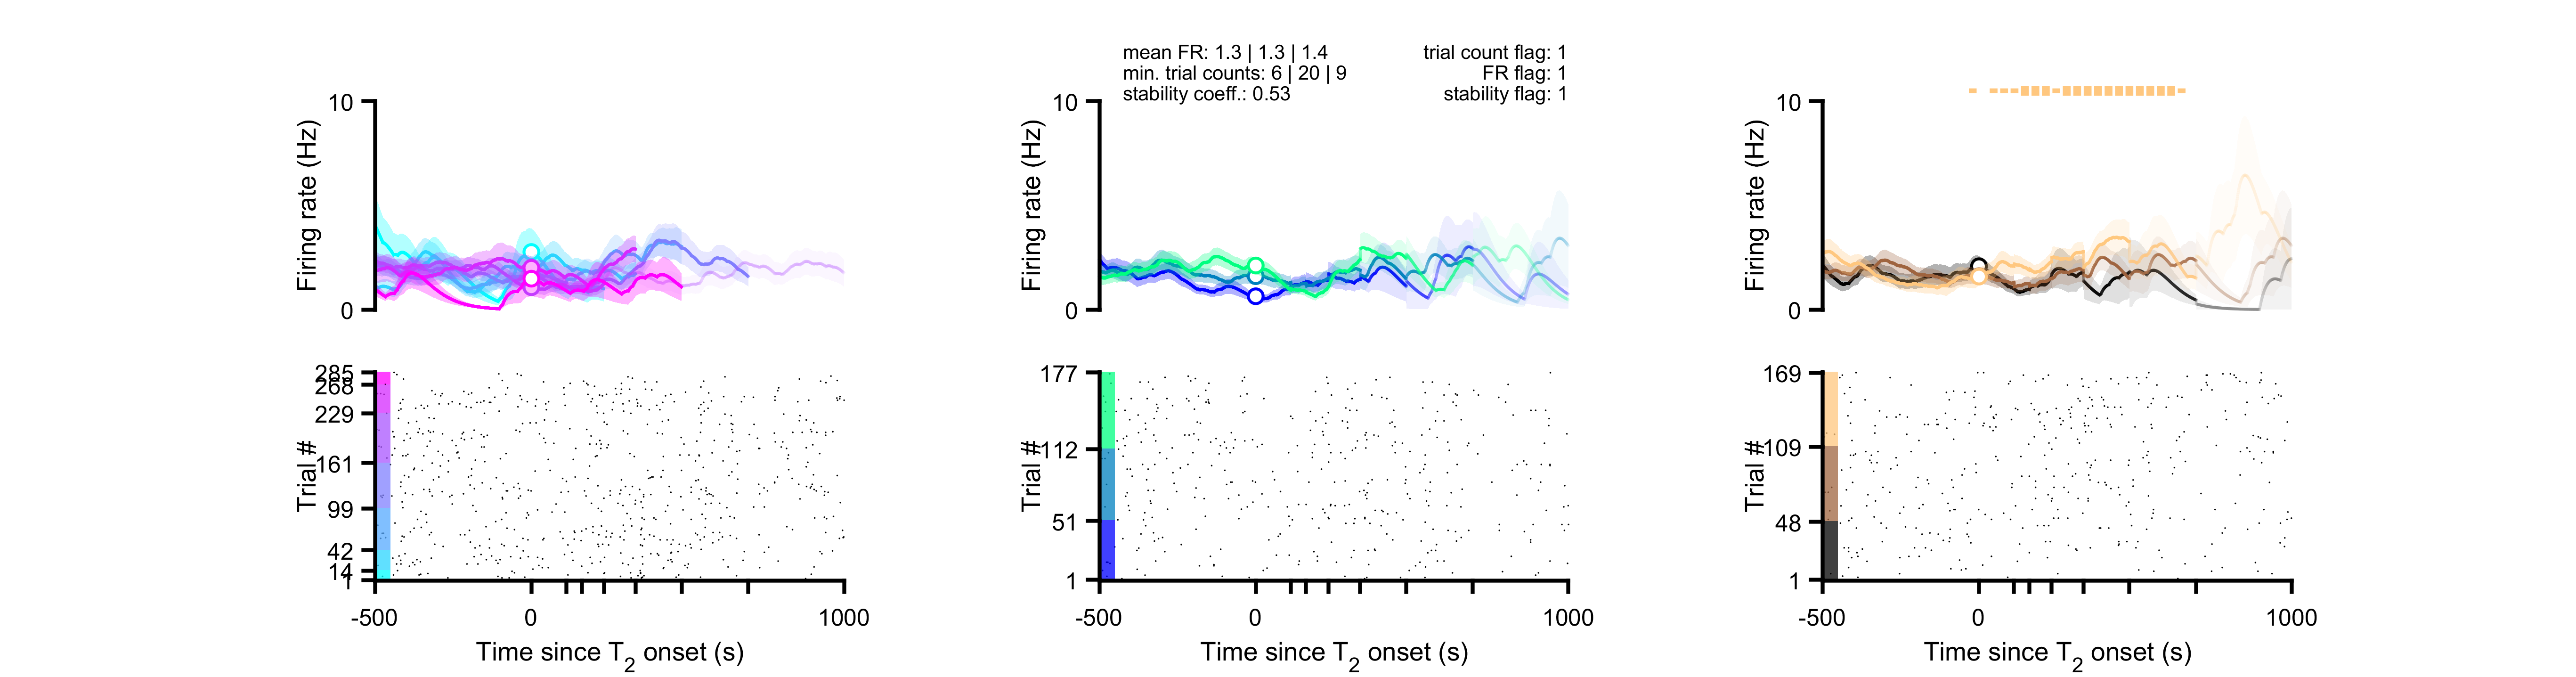 mean FR: 1.3 | 1.3 | 1.4
min. trial counts: 6 | 20 | 9
stability coeff.: 0.53
trial count flag: 1
FR flag: 1
stability flag: 1
10
Firing rate (Hz)
0
10
Firing rate (Hz)
0
10
Firing rate (Hz)
0
285
268
229
161
99
42
14
1
Trial #
-500
0
1000
Time since T2 onset (s)
177
112
51
1
Trial #
-500
0
1000
Time since T2 onset (s)
169
109
48
1
Trial #
-500
0
1000
Time since T2 onset (s)